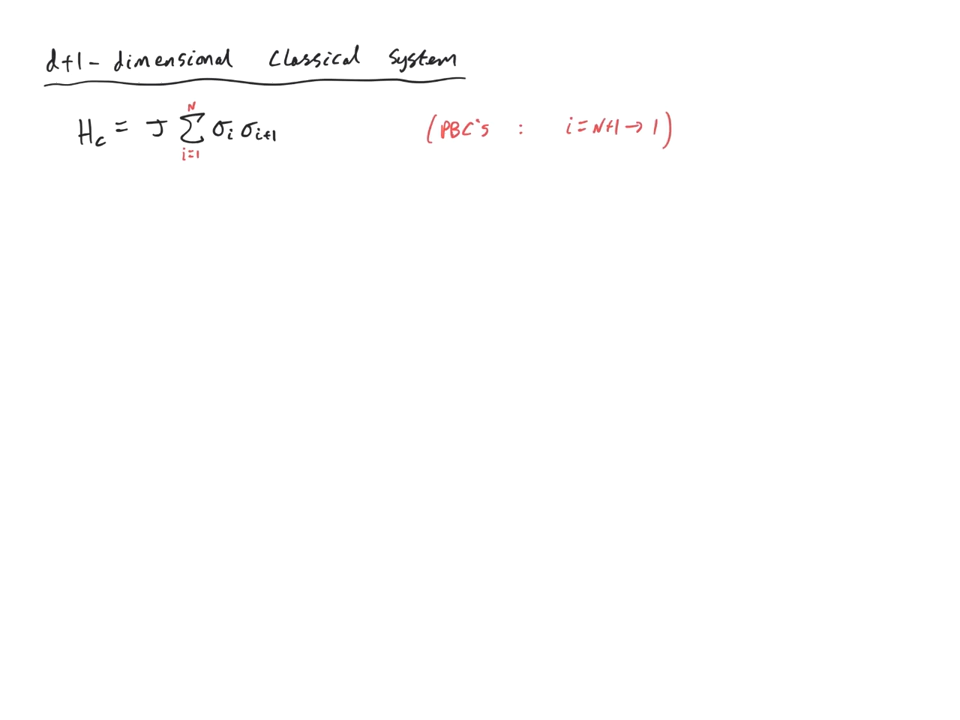 d+1 - dimensional Classical System
H_c = J ∑_{i=1}^{N} σ_i σ_{i+1} (PBC's : i = N+1 → 1)